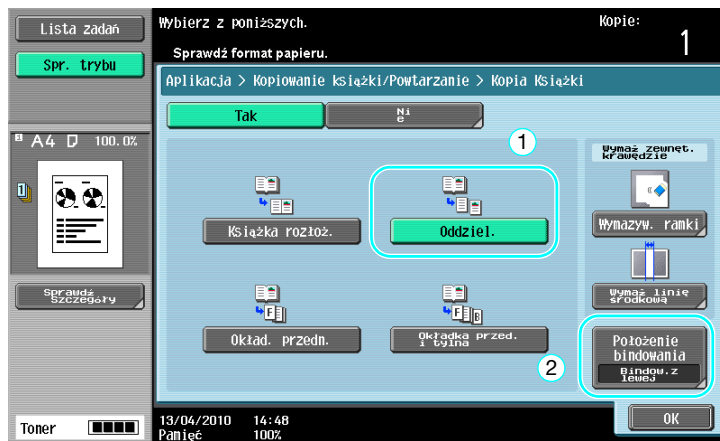 Lista zadań
Spr. trybu
Wybierz z poniższych.
Sprawdź format papieru.
Kopie:
1
Aplikacja > Kopiowanie książki/Powtarzanie > Kopia Książki
Tak
Ni
e
A4 100.0%
1
1
Książka rozłoż.
Oddziel.
Wymaż zewnęt.
krawędzie
Wymazyw. ramki
Wymaż linię
środkową
Sprawdź
Szczegóły
F
Okład. przedn.
F B
Okładka przed.
i tylna
2
Położenie
bindowania
Bindow.z
lewej
Toner
13/04/2010 14:48
Pamięć 100%
OK